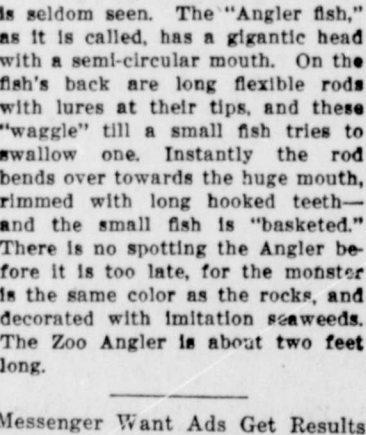 is seldom seen. The "Angler fish,"
as it is called, has a gigantic head
with a semi-circular mouth. On the
fish's back are long flexible rods
with lures at their tips, and these
"waggle" till a small fish tries to
swallow one. Instantly the rod
bends over towards the huge mouth,
rimmed with long hooked teeth—
and the small fish is "basketed."
There is no spotting the Angler be-
fore it is too late, for the monster
is the same color as the rocks, and
decorated with imitation seaweeds.
The Zoo Angler is about two feet
long.
Messenger Want Ads Get Results